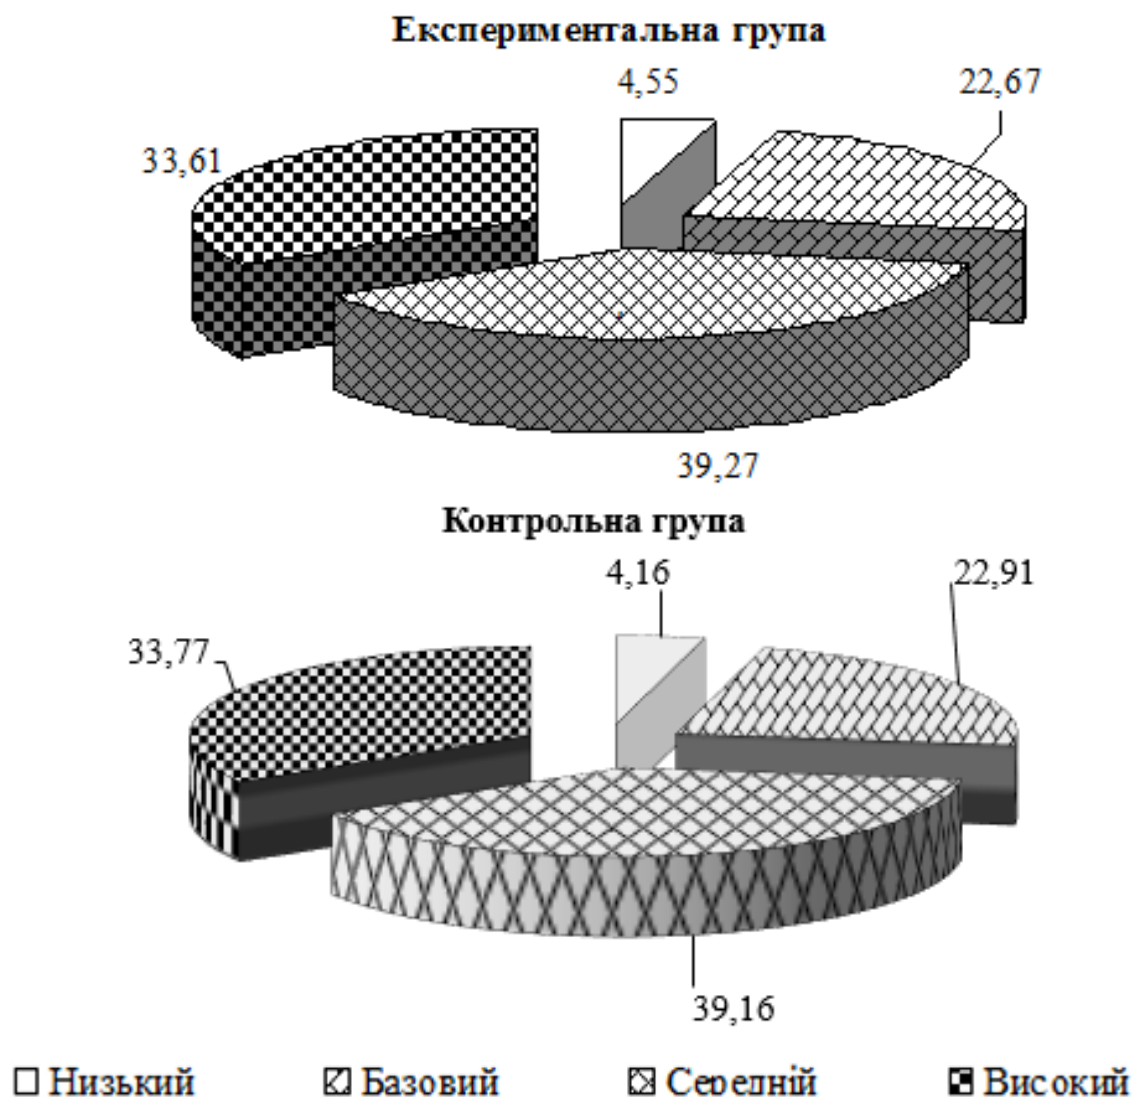 Експериментальна група
4,55
22,67
33,61
39,27
Контрольна група
4,16
22,91
33,77
39,16
Низький Базовий Середній Високий